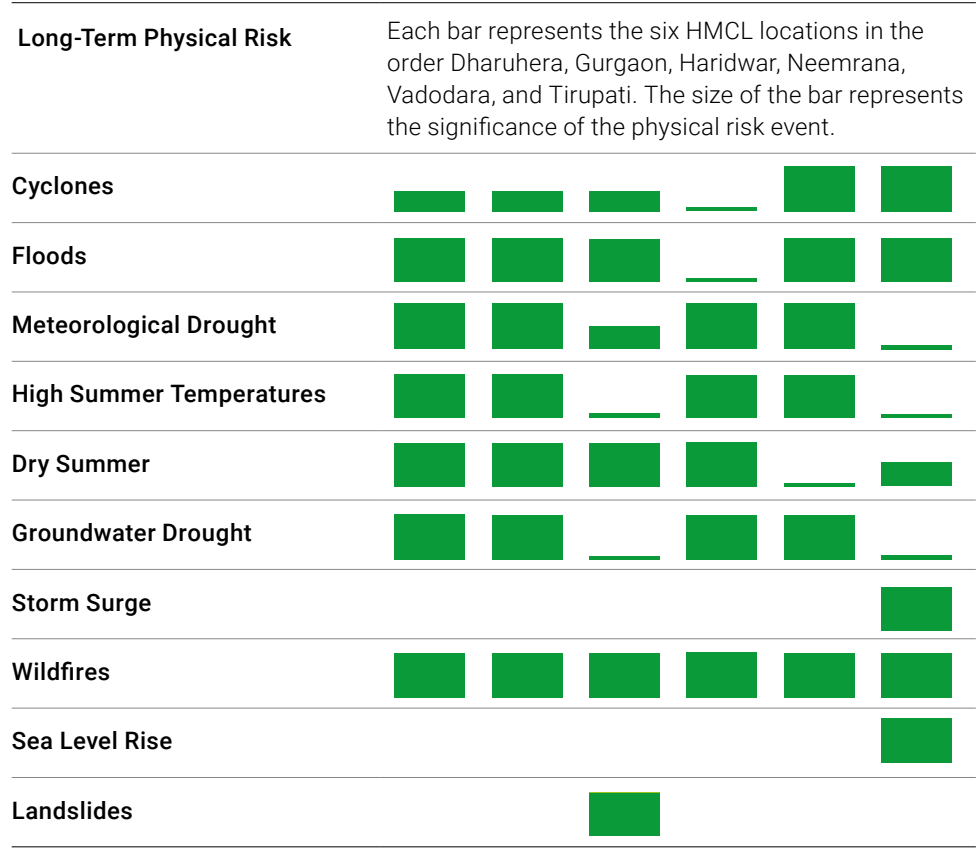 Long-Term Physical Risk
Each bar represents the six HMCL locations in the
order Dharuhera, Gurgaon, Haridwar, Neemrana,
Vadodara, and Tirupati. The size of the bar represents
the significance of the physical risk event.
Cyclones
Floods
Meteorological Drought
High Summer Temperatures
Dry Summer
Groundwater Drought
Storm Surge
Wildfires
Sea Level Rise
Landslides